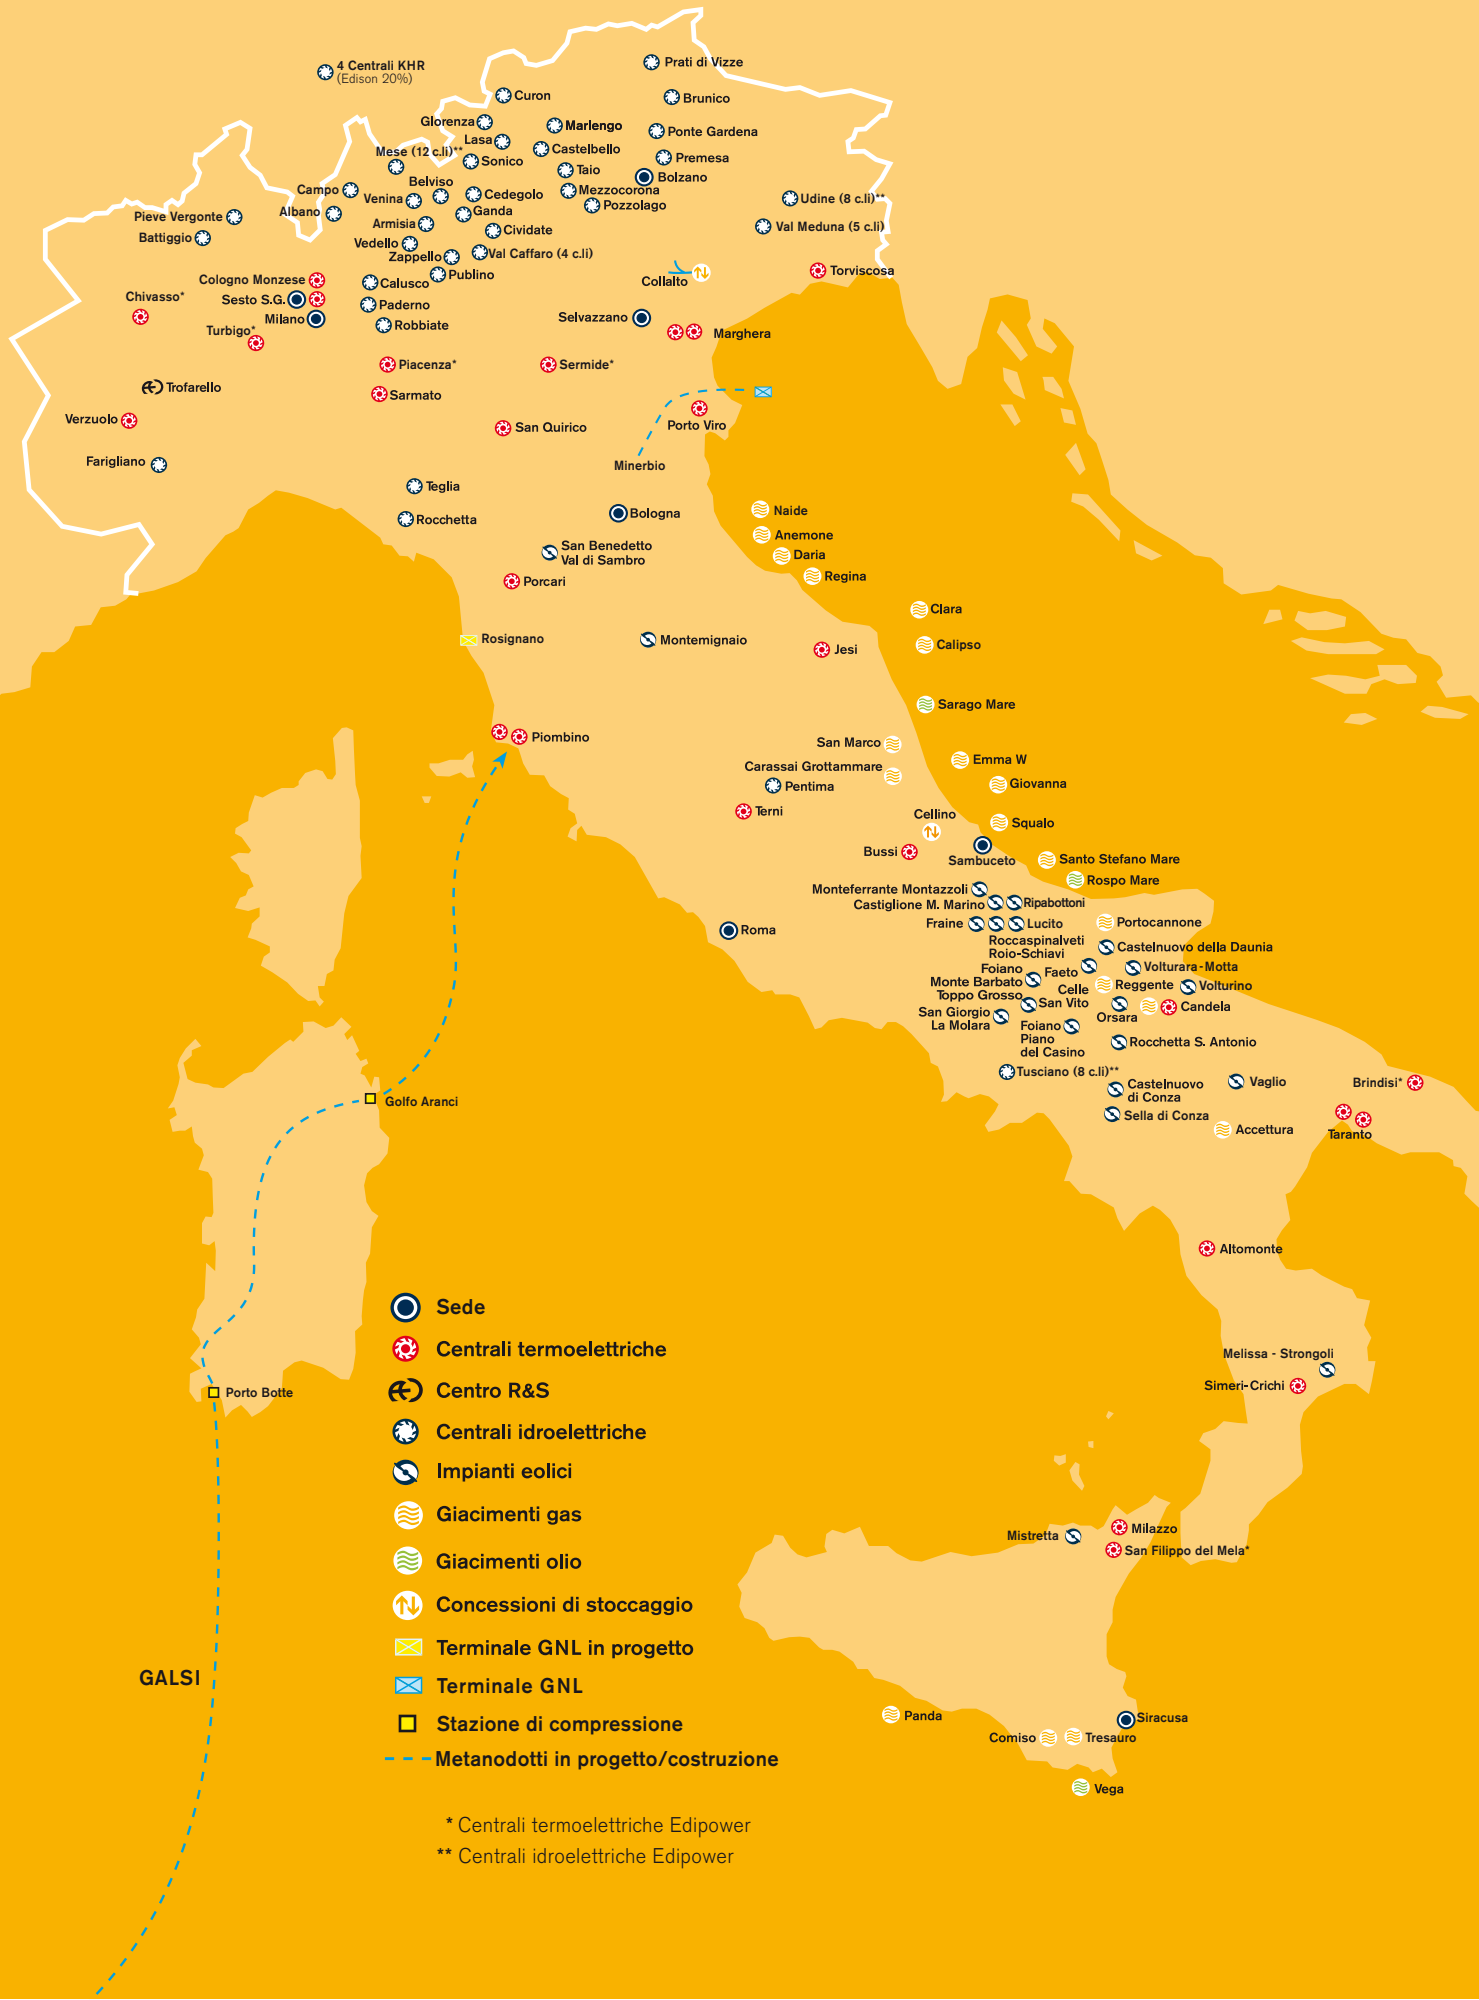 4 Centrali KHR
(Edison 20%)
Prati di Vizze
Curon
Brunico
Glorenza
Marlengo
Ponte Gardena
Lasa
Castelbello
Mese (12 c.li)**
Sonico
Premesa
Taio
Bolzano
Belviso
Campo
Venina
Cedegolo
Mezzocorona
Udine (8 c.li)**
Pozzolago
Albano
Ganda
Pieve Vergonte
Armisia
Cividate
Val Meduna (5 c.li)
Battiggio
Vedello
Zappello
Val Caffaro (4 c.li)
Torviscosa
Publino
Cologno Monzese
Calusco
Collalto
Chivasso*
Sesto S.G.
Paderno
Milano
Robbiate
Selvazzano
Turbigo*
Marghera
Piacenza*
Sermide*
Trofarello
Sarmato
Verzuolo
San Quirico
Porto Viro
Farigliano
Minerbio
Teglia
Rocchetta
Bologna
Naide
Anemone
San Benedetto
Val di Sambro
Daria
Regina
Porcari
Clara
Rosignano
Montemignaio
Jesi
Calipso
Sarago Mare
Piombino
San Marco
Emma W
Carassai Grottammare
Pentima
Giovanna
Terni
Cellino
Squalo
Bussi
Sambuceto
Santo Stefano Mare
Rospo Mare
Monteferrante Montazzoli
Castiglione M. Marino
Ripabottoni
Fraine
Lucito
Portocannone
Roma
Roccaspinalveti
Roio-Schiavi
Castelnuovo della Daunia
Foiano
Monte Barbato
Toppo Grosso
Faeto
Volturara-Motta
Celle
San Vito
Reggente
Volturino
San Giorgio
La Molara
Orsara
Candela
Foiano
Piano
del Casino
Rocchetta S. Antonio
Tusciano (8 c.li)**
Castelnuovo
di Conza
Vaglio
Brindisi*
Sella di Conza
Accettura
Taranto
Golfo Aranci
Altomonte
Melissa - Strongoli
Simeri-Crichi
Porto Botte
Sede
Centrali termoelettriche
Centro R&S
Centrali idroelettriche
Impianti eolici
Giacimenti gas
Giacimenti olio
Concessioni di stoccaggio
Terminale GNL in progetto
Terminale GNL
Stazione di compressione
Metanodotti in progetto/costruzione
Mistretta
Milazzo
San Filippo del Mela*
GALSI
Panda
Siracusa
Comiso
Tresauro
Vega
* Centrali termoelettriche Edipower
** Centrali idroelettriche Edipower